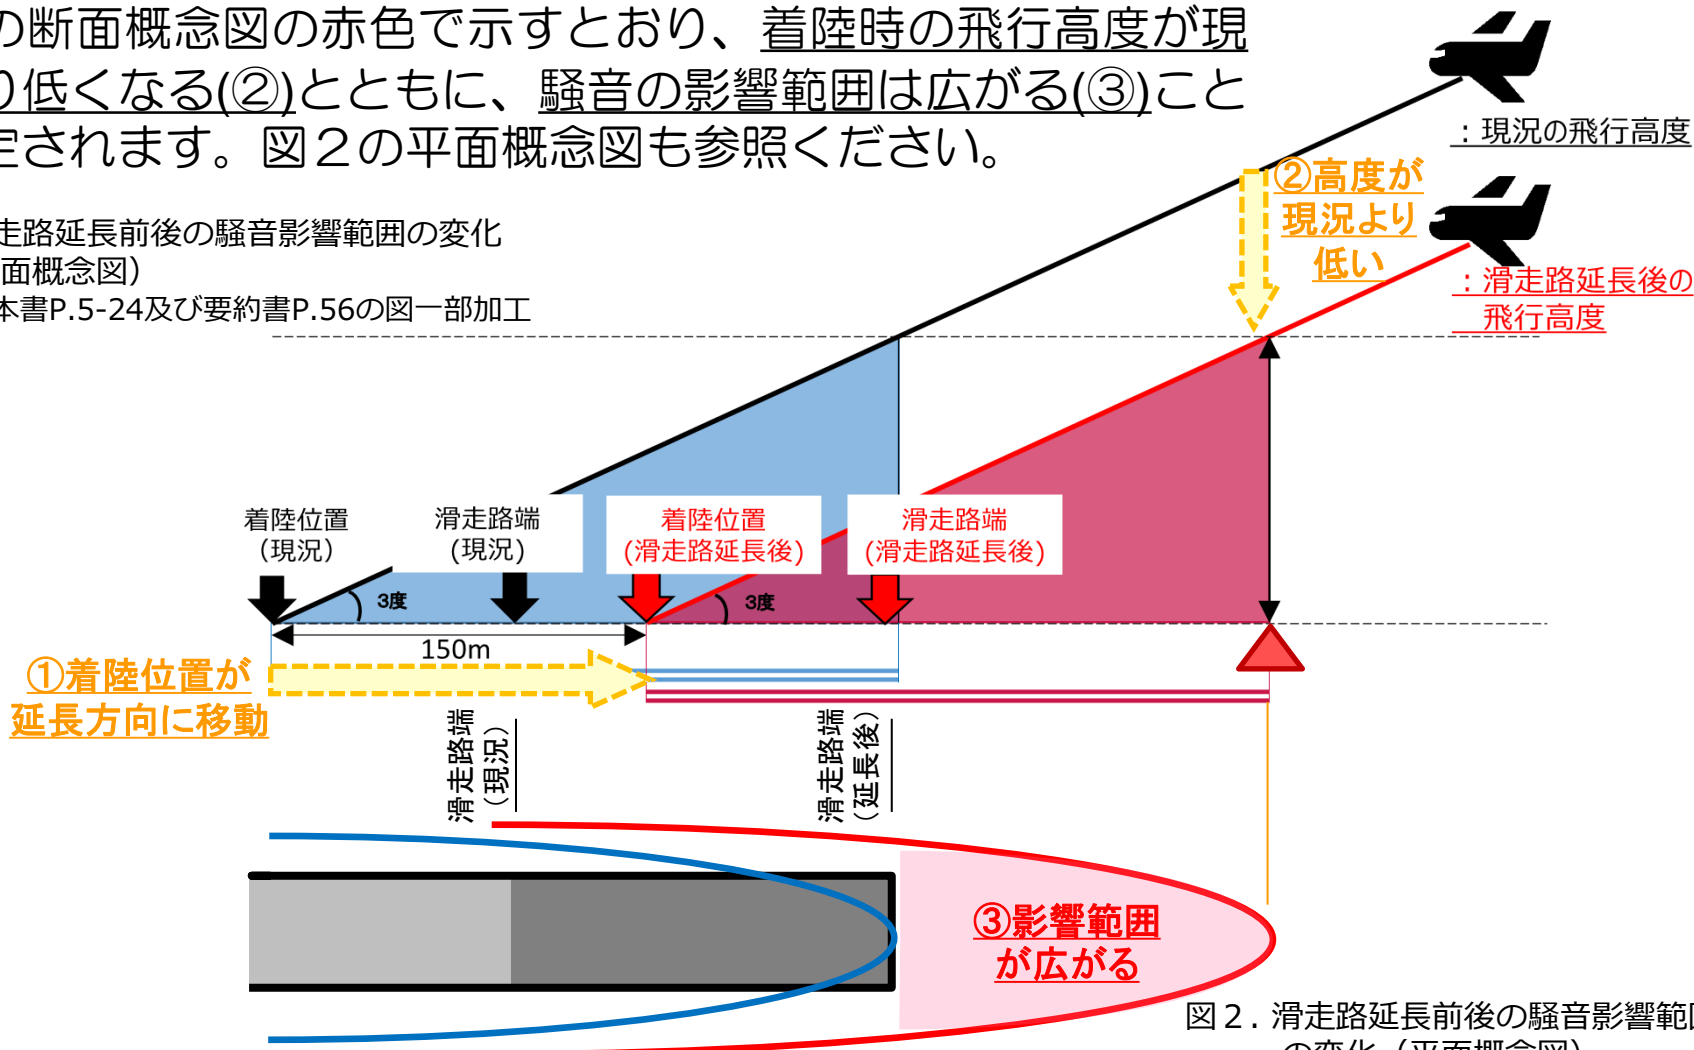 の断面概念図の赤色で示すとおり、着陸時の飛行高度が現
り低くなる(②)とともに、騒音の影響範囲は広がる(③)こと
定されます。図２の平面概念図も参照ください。
走路延長前後の騒音影響範囲の変化
面概念図）
本書P.5-24及び要約書P.56の図一部加工
：現況の飛行高度
②高度が
現況より
低い
：滑走路延長後の
飛行高度
着陸位置
（現況）
滑走路端
(現況)
着陸位置
(滑走路延長後)
滑走路端
(滑走路延長後)
3度
3度
150m
①着陸位置が
延長方向に移動
滑走路端
（現況）
滑走路端
（延長後）
③影響範囲
が広がる
図２. 滑走路延長前後の騒音影響範囲
の変化（平面概念図）